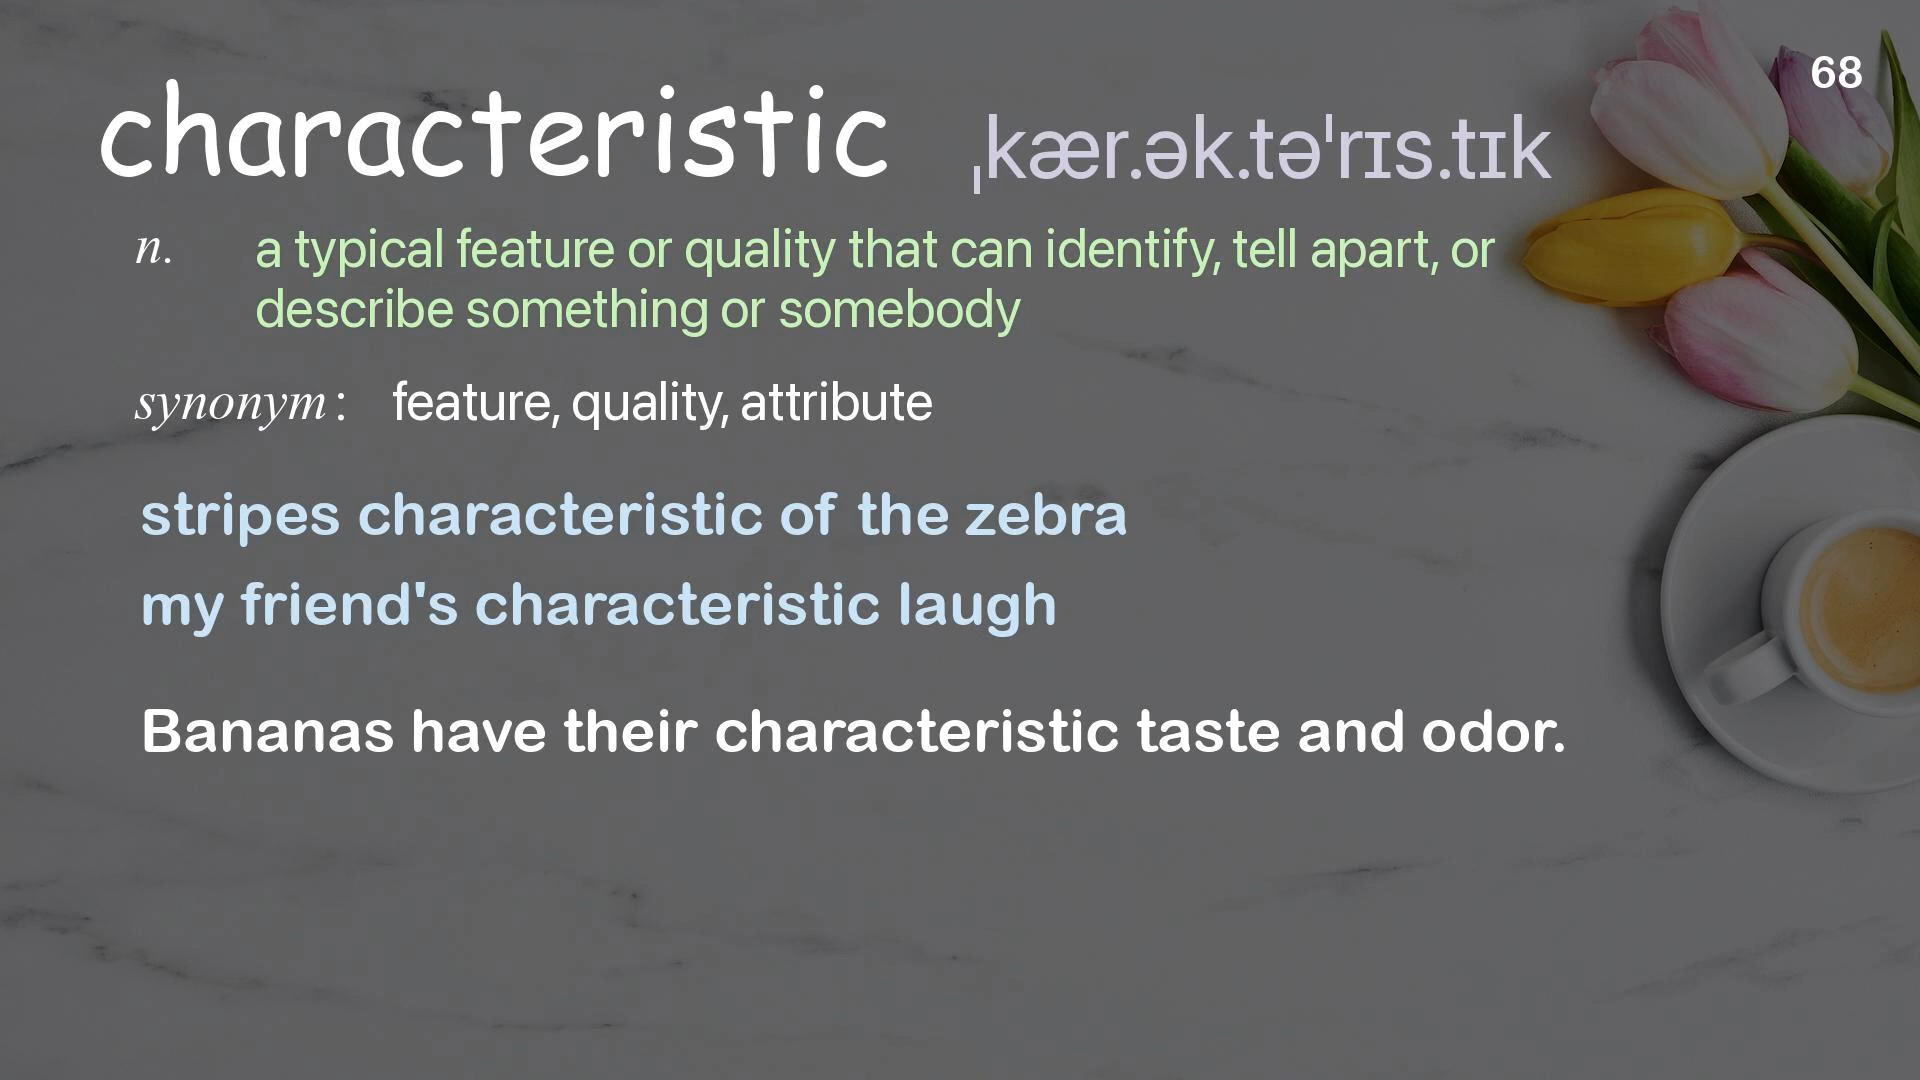 68
characteristic ˌkær.ək.təˈrɪs.tɪk
n. a typical feature or quality that can identify, tell apart, or
describe something or somebody
synonym: feature, quality, attribute
stripes characteristic of the zebra
my friend's characteristic laugh
Bananas have their characteristic taste and odor.